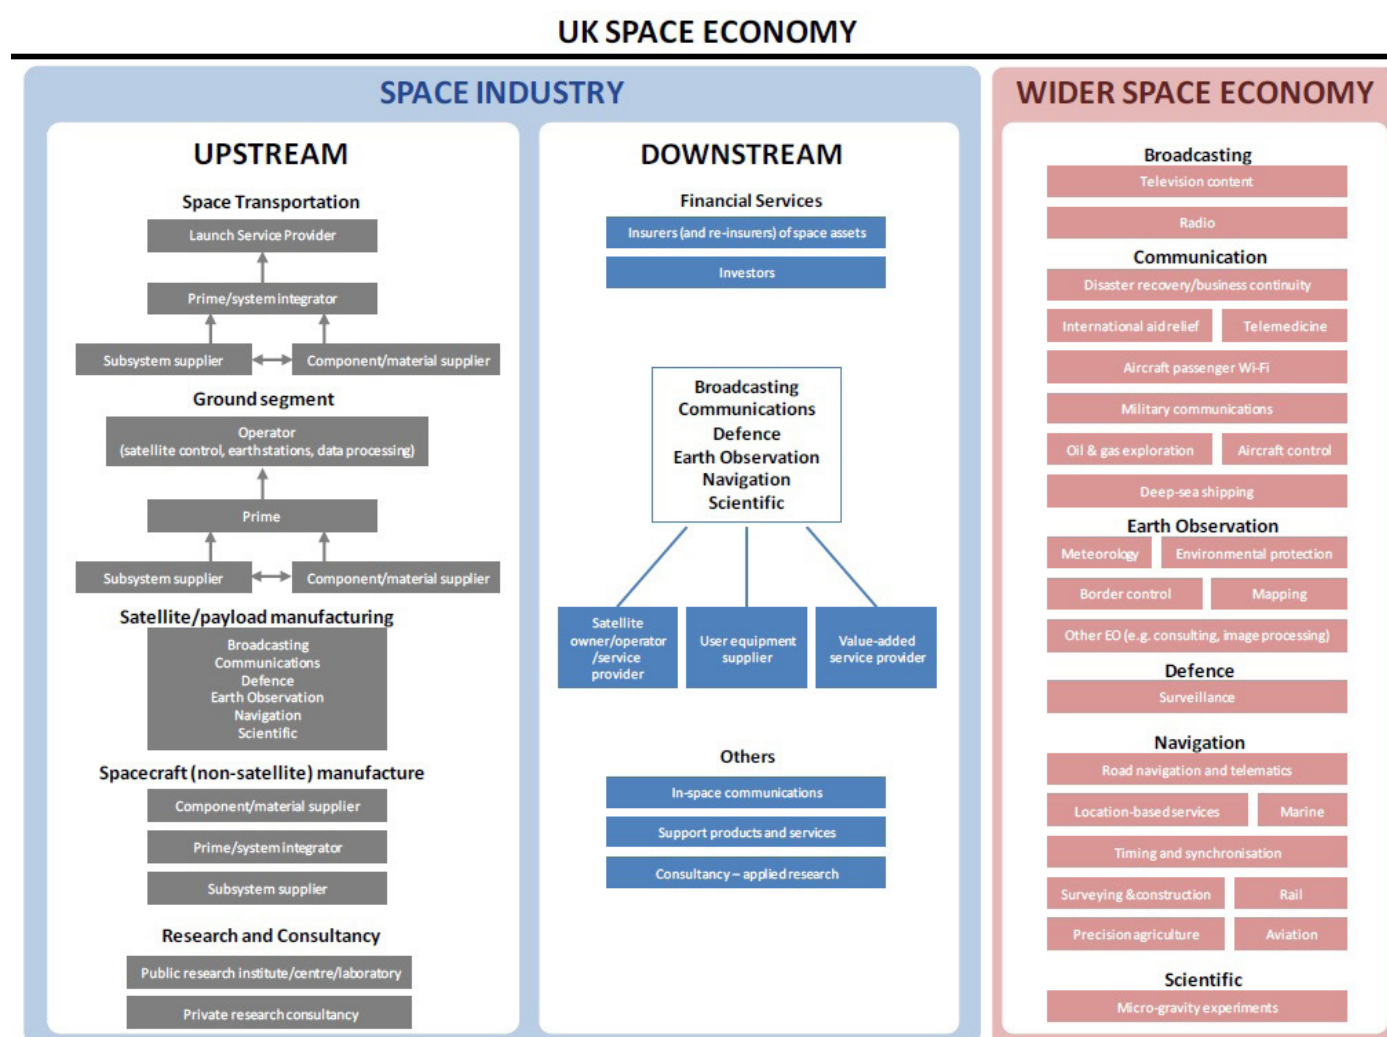 UK SPACE ECONOMY
SPACE INDUSTRY
UPSTREAM
Space Transportation
Launch Service Provider
Prime/system integrator
Subsystem supplier
Component/material supplier
Ground segment
Operator
(satellite control, earth stations, data processing)
Prime
Subsystem supplier
Component/material supplier
Satellite/payload manufacturing
Broadcasting
Communications
Defence
Earth Observation
Navigation
Scientific
Spacecraft (non-satellite) manufacture
Component/material supplier
Prime/system integrator
Subsystem supplier
Research and Consultancy
Public research institute/centre/laboratory
Private research consultancy
DOWNSTREAM
Financial Services
Insurers (and re-insurers) of space assets
Investors
Broadcasting
Communications
Defence
Earth Observation
Navigation
Scientific
Satellite
owner/operator
/service
provider
User equipment
supplier
Value-added
service provider
Others
In-space communications
Support products and services
Consultancy – applied research
WIDER SPACE ECONOMY
Broadcasting
Television content
Radio
Communication
Disaster recovery/business continuity
International aid relief
Telemedicine
Aircraft passenger Wi-Fi
Military communications
Oil & gas exploration
Aircraft control
Deep-sea shipping
Earth Observation
Meteorology
Environmental protection
Border control
Mapping
Other EO (e.g. consulting, image processing)
Defence
Surveillance
Navigation
Road navigation and telematics
Location-based services
Marine
Timing and synchronisation
Surveying & construction
Rail
Precision agriculture
Aviation
Scientific
Micro-gravity experiments